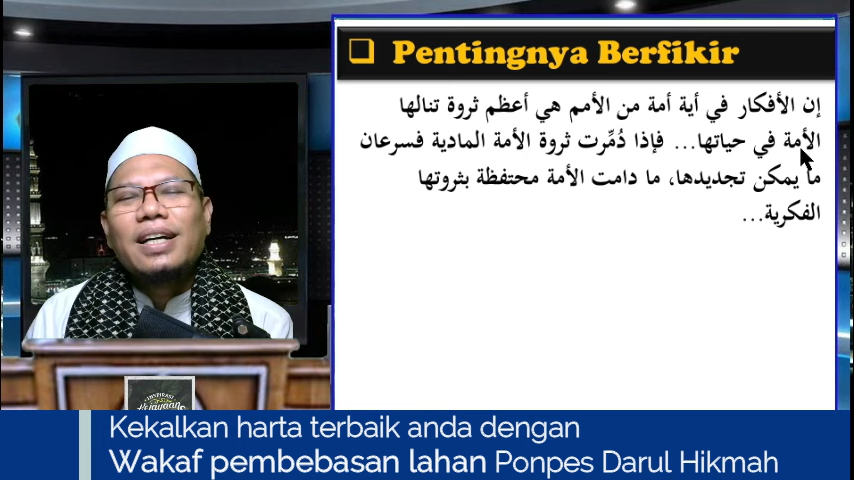 Pentingnya Berfikir
إن الأفكار في أية أمة من الأمم هي أعظم ثروة تنالها
الأمة في حياتها... فإذا دُمِّرت ثروة الأمة المادية فسرعان
ما يمكن تجديدها، ما دامت الأمة محتفظة بثروتها
الفكرية...
INSPIRASI
Kekalkan harta terbaik anda dengan
Wakaf pembebasan lahan Ponpes Darul Hikmah